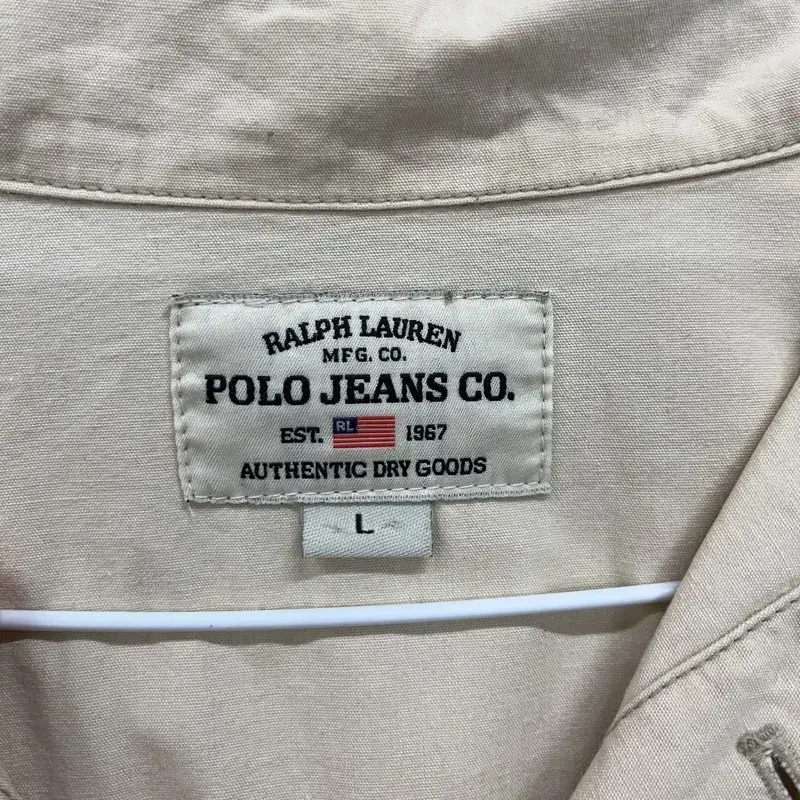 RALPH LAUREN
MFG. CO.
POLO JEANS CO.
EST. RL 1967
AUTHENTIC DRY GOODS
L